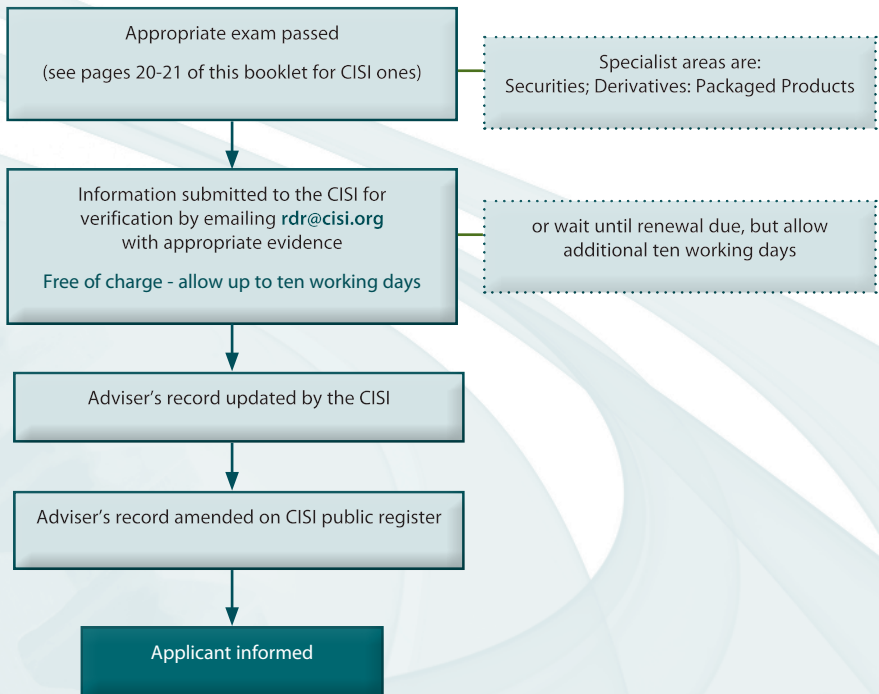 Appropriate exam passed
(see pages 20-21 of this booklet for CISI ones)
Specialist areas are:
Securities; Derivatives: Packaged Products
Information submitted to the CISI for
verification by emailing rdr@cisi.org
with appropriate evidence
Free of charge - allow up to ten working days
or wait until renewal due, but allow
additional ten working days
Adviser's record updated by the CISI
Adviser's record amended on CISI public register
Applicant informed